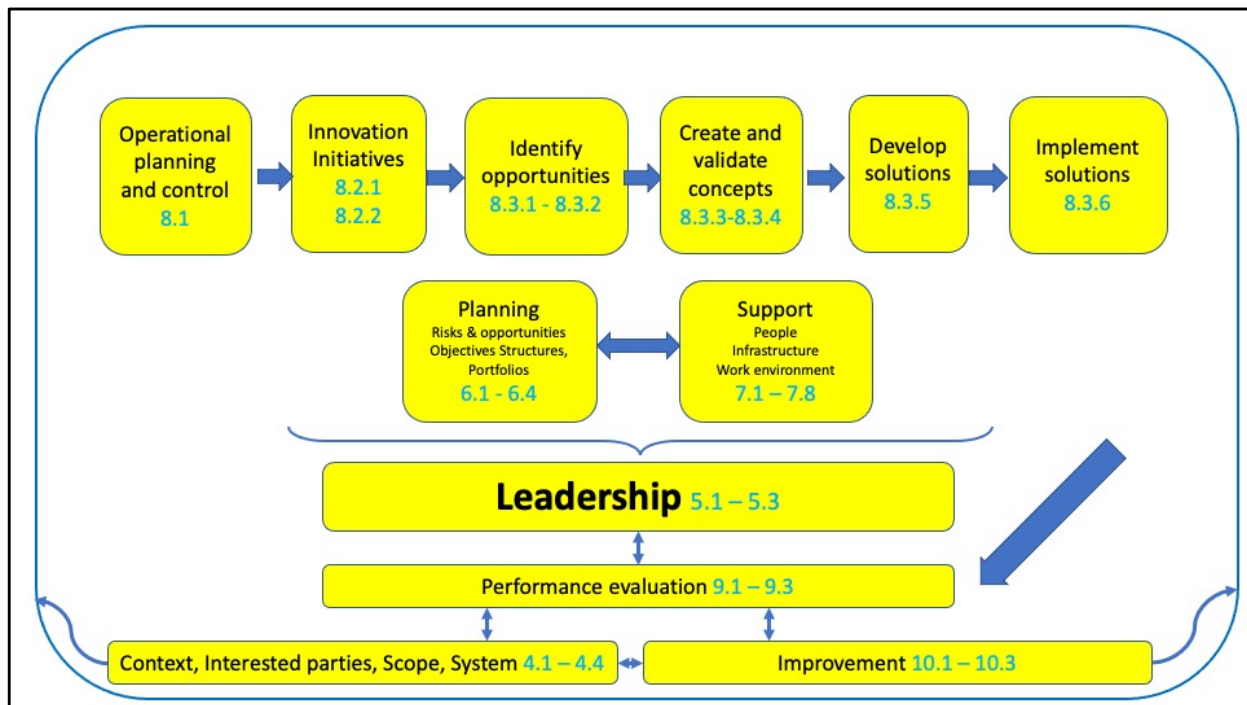 Operational
planning
and control
8.1
Innovation
Initiatives
8.2.1
8.2.2
Identify
opportunities
8.3.1 - 8.3.2
Create and
validate
concepts
8.3.3-8.3.4
Develop
solutions
8.3.5
Implement
solutions
8.3.6
Planning
Risks & opportunities
Objectives Structures,
Portfolios
6.1 - 6.4
Support
People
Infrastructure
Work environment
7.1 – 7.8
Leadership 5.1 – 5.3
Performance evaluation 9.1 – 9.3
Context, Interested parties, Scope, System 4.1 – 4.4
Improvement 10.1 – 10.3